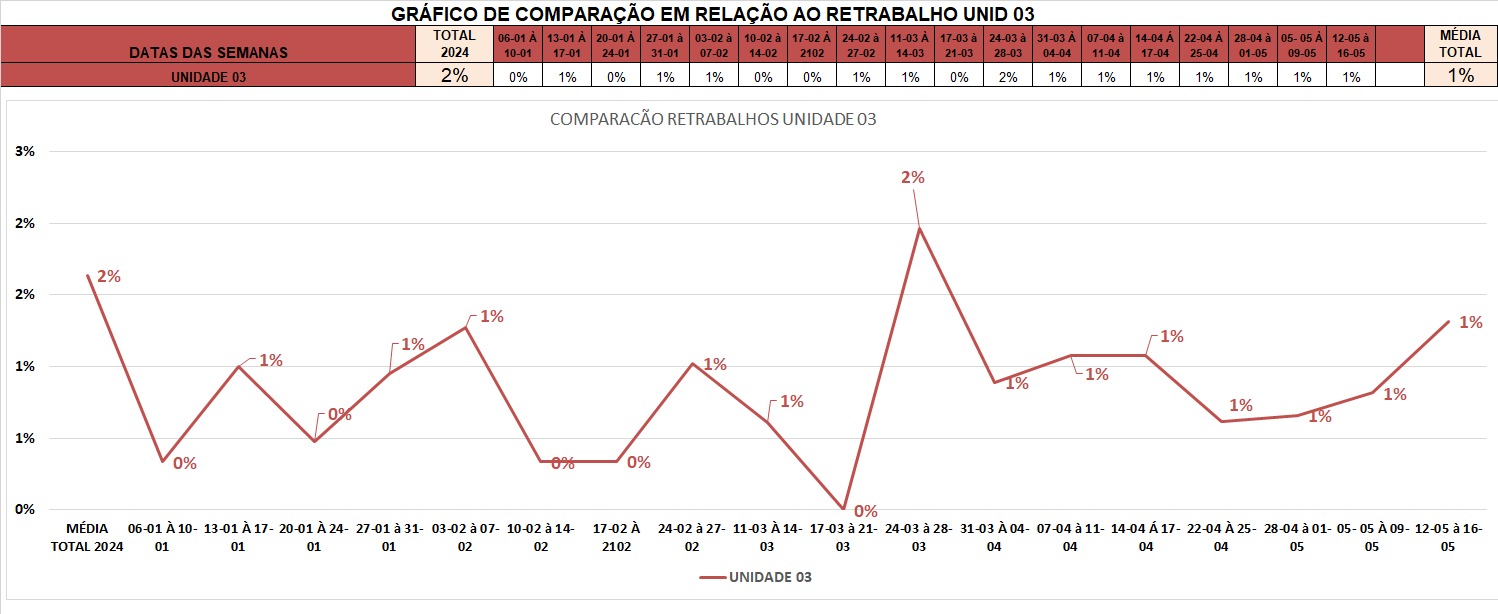 GRÁFICO DE COMPARAÇÃO EM RELAÇÃO AO RETRABALHO UNID 03
DATAS DAS SEMANAS
TOTAL
2024
06-01 À
10-01
13-01 À
17-01
20-01 À
24-01
27-01 à
31-01
03-02 à
07-02
10-02 à
14-02
17-02 À
2102
24-02 à
27-02
11-03 À
14-03
17-03 à
21-03
24-03 à
28-03
31-03 À
04-04
07-04 à
11-04
14-04 Á
17-04
22-04 À
25-04
28-04 à
01-05
05- 05 À
09-05
12-05 à
16-05
MÉDIA
TOTAL
UNIDADE 03 2% 0% 1% 0% 1% 1% 0% 0% 1% 1% 0% 2% 1% 1% 1% 1% 1% 1% 1% 1%
COMPARACÃO RETRABALHOS UNIDADE 03
3%
2%
2%
1%
1%
0%
2%
0%
1%
0%
1%
1%
0%
0%
1%
1%
0%
2%
1%
1%
1%
1%
1%
1%
1%
MÉDIA
TOTAL 2024
06-01 À 10-
01
13-01 À 17-
01
20-01 À 24-
01
27-01 à 31-
01
03-02 à 07-
02
10-02 à 14-
02
17-02 À
2102
24-02 à 27-
02
11-03 À 14-
03
17-03 à 21-
03
24-03 à 28-
03
31-03 À 04-
04
07-04 à 11-
04
14-04 Á 17-
04
22-04 À 25-
04
28-04 à 01-
05
05- 05 À 09-
05
12-05 à 16-
05
UNIDADE 03